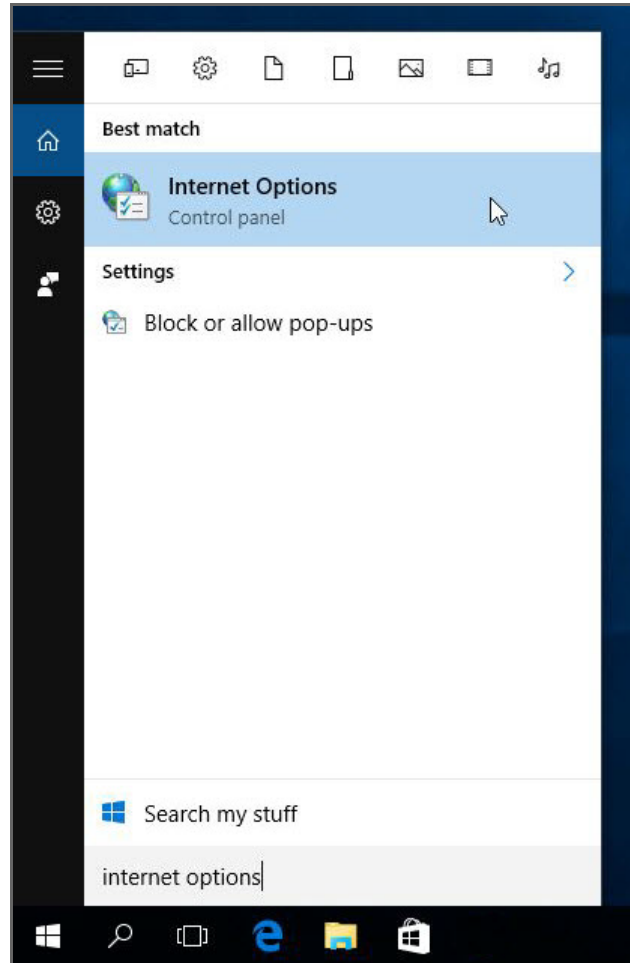 Best match
Internet Options
Control panel
Settings
Block or allow pop-ups
Search my stuff
internet options